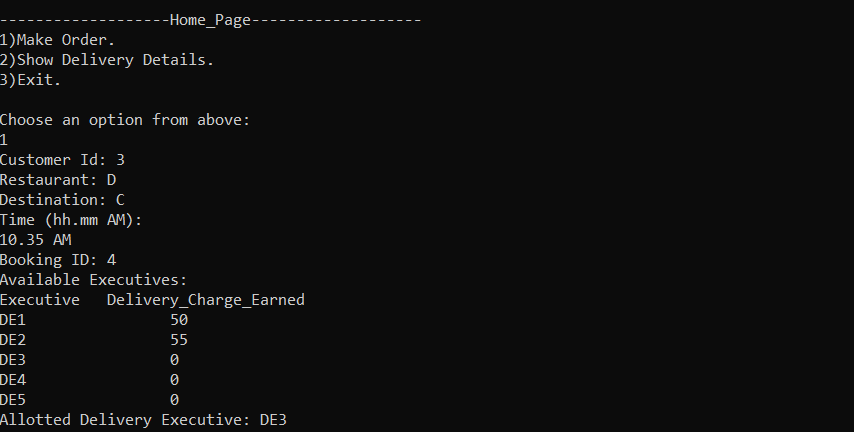 -------------------Home_Page-------------------
1)Make Order.
2)Show Delivery Details.
3)Exit.

Choose an option from above:
1
Customer Id: 3
Restaurant: D
Destination: C
Time (hh.mm AM):
10.35 AM
Booking ID: 4
Available Executives:
Executive   Delivery_Charge_Earned
DE1                50
DE2                55
DE3                0
DE4                0
DE5                0
Allotted Delivery Executive: DE3